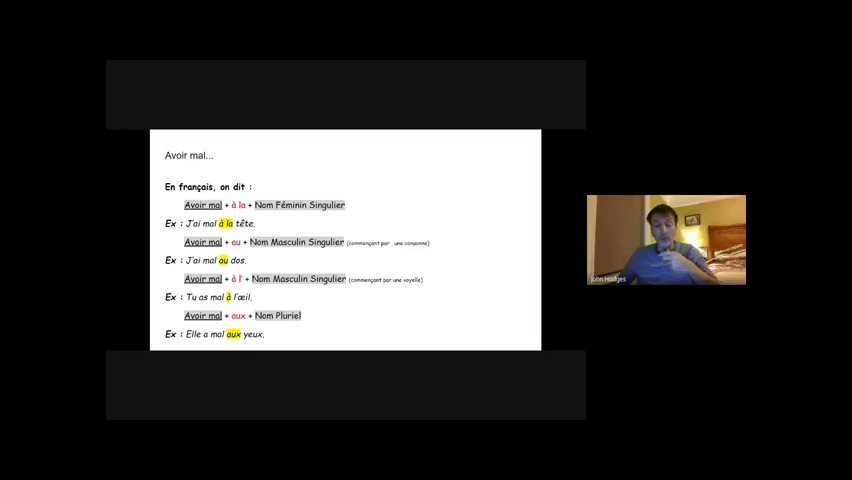 Avoir mal...
En français, on dit :
Avoir mal + à la + Nom Féminin Singulier
Ex : J'ai mal à la tête.
Avoir mal + au + Nom Masculin Singulier (commençant par une consonne)
Ex : J'ai mal au dos.
Avoir mal + à l' + Nom Masculin Singulier (commençant par une voyelle)
Ex : Tu as mal à l'œil.
Avoir mal + aux + Nom Pluriel
Ex : Elle a mal aux yeux.
John Hodges